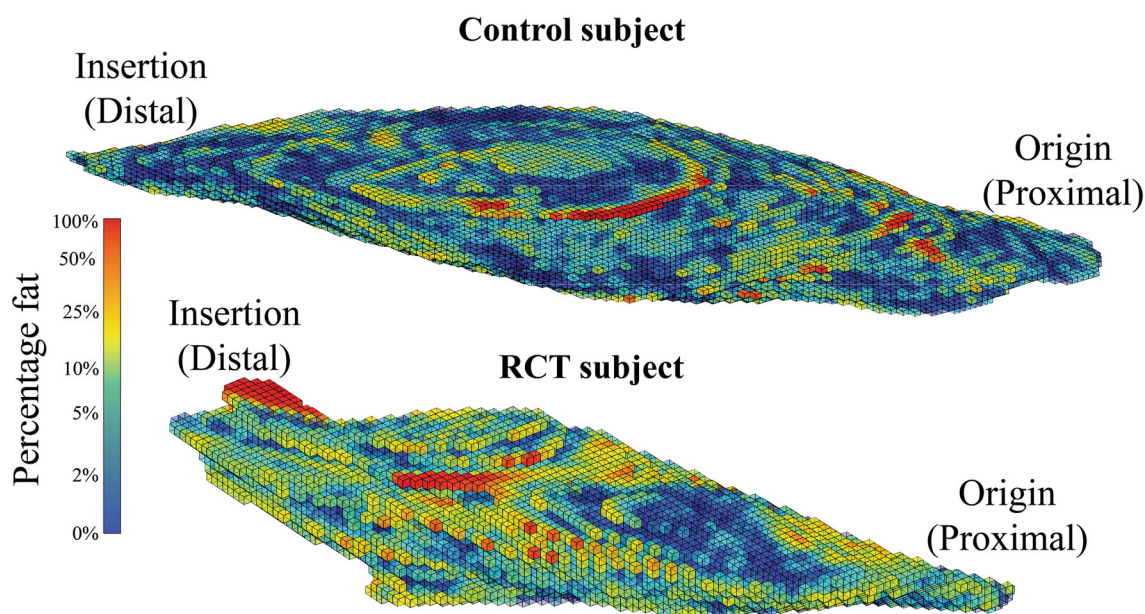 Control subject
Insertion
(Distal)
Origin
(Proximal)
Percentage fat
100%
50%
25%
10%
5%
2%
0%
Insertion
(Distal)
RCT subject
Origin
(Proximal)